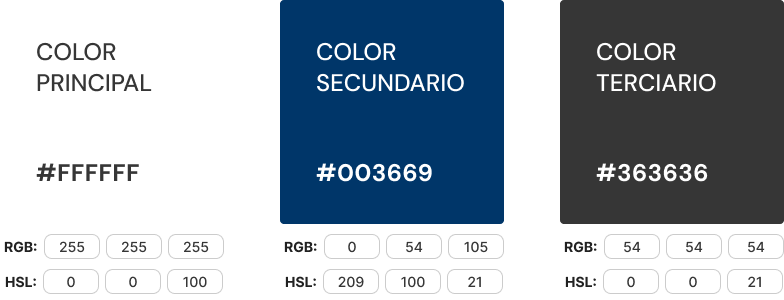 COLOR
PRINCIPAL
#FFFFFF
RGB: 255 255 255
HSL: 0 0 100
COLOR
SECUNDARIO
#003669
RGB: 0 54 105
HSL: 209 100 21
COLOR
TERCIARIO
#363636
RGB: 54 54 54
HSL: 0 0 21